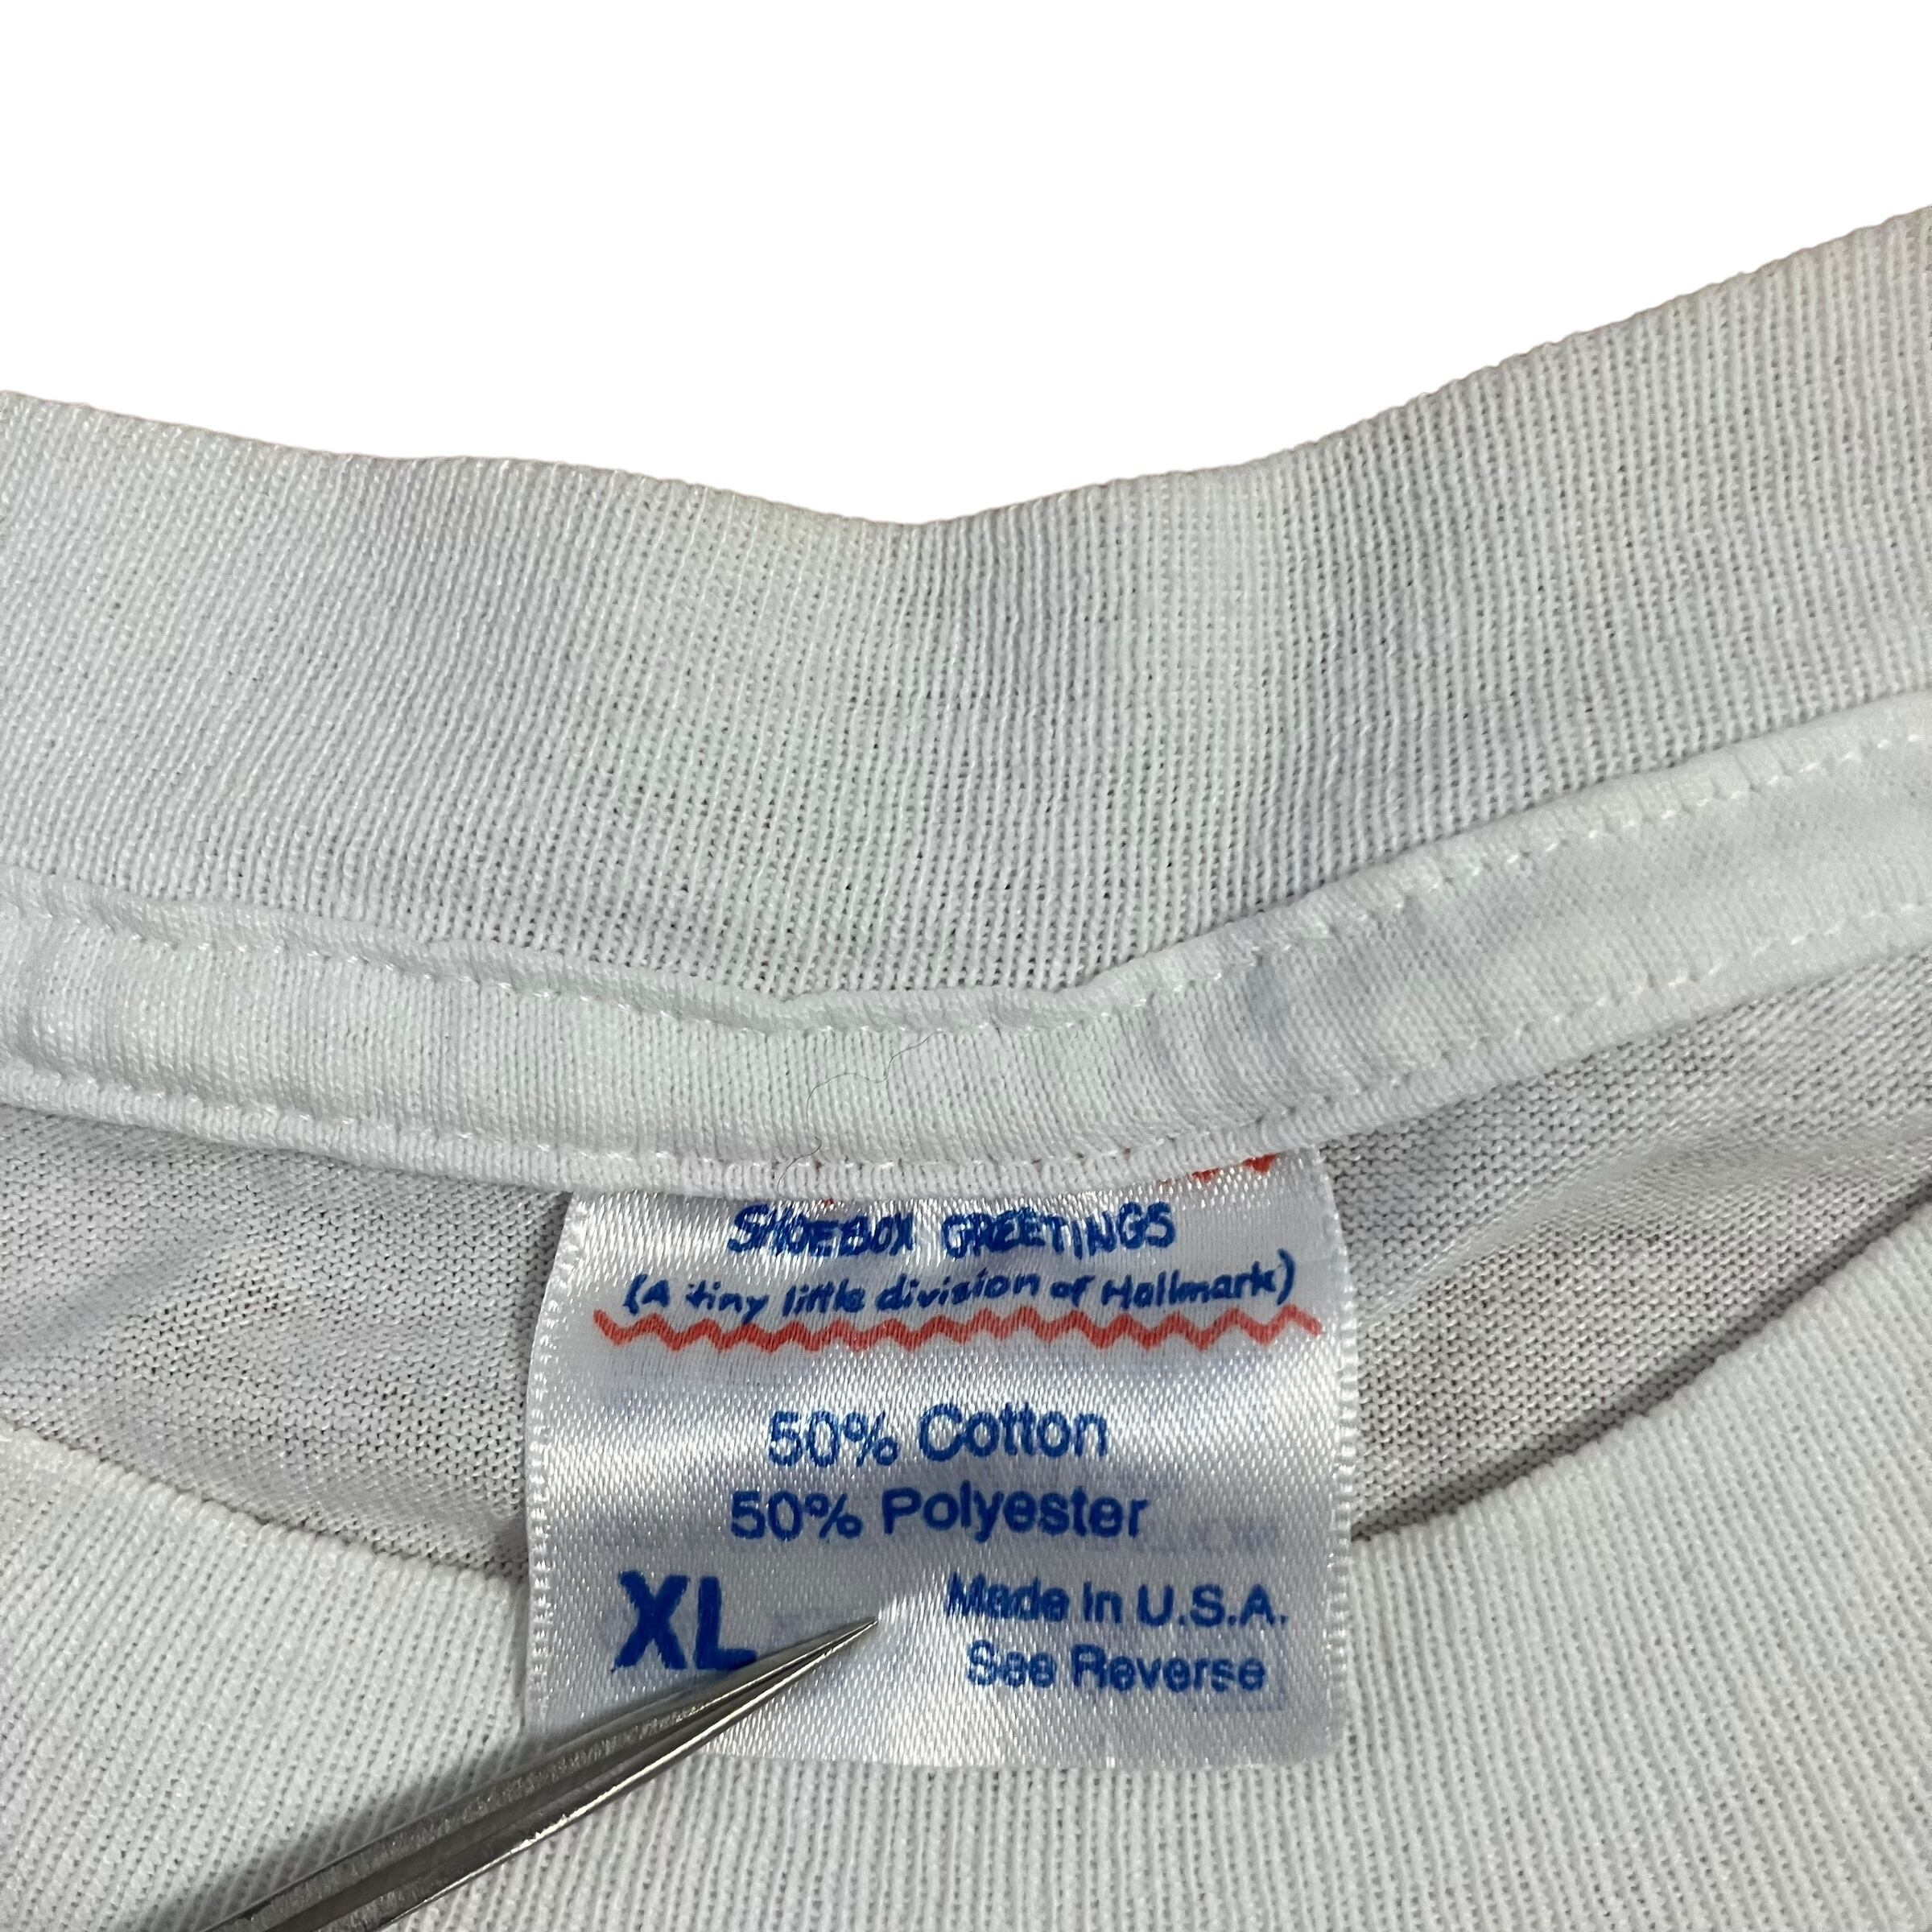 SHOEBOX GREETINGS
(A tiny little division of Hallmark)
50% Cotton
50% Polyester
XL
Made in U.S.A.
See Reverse